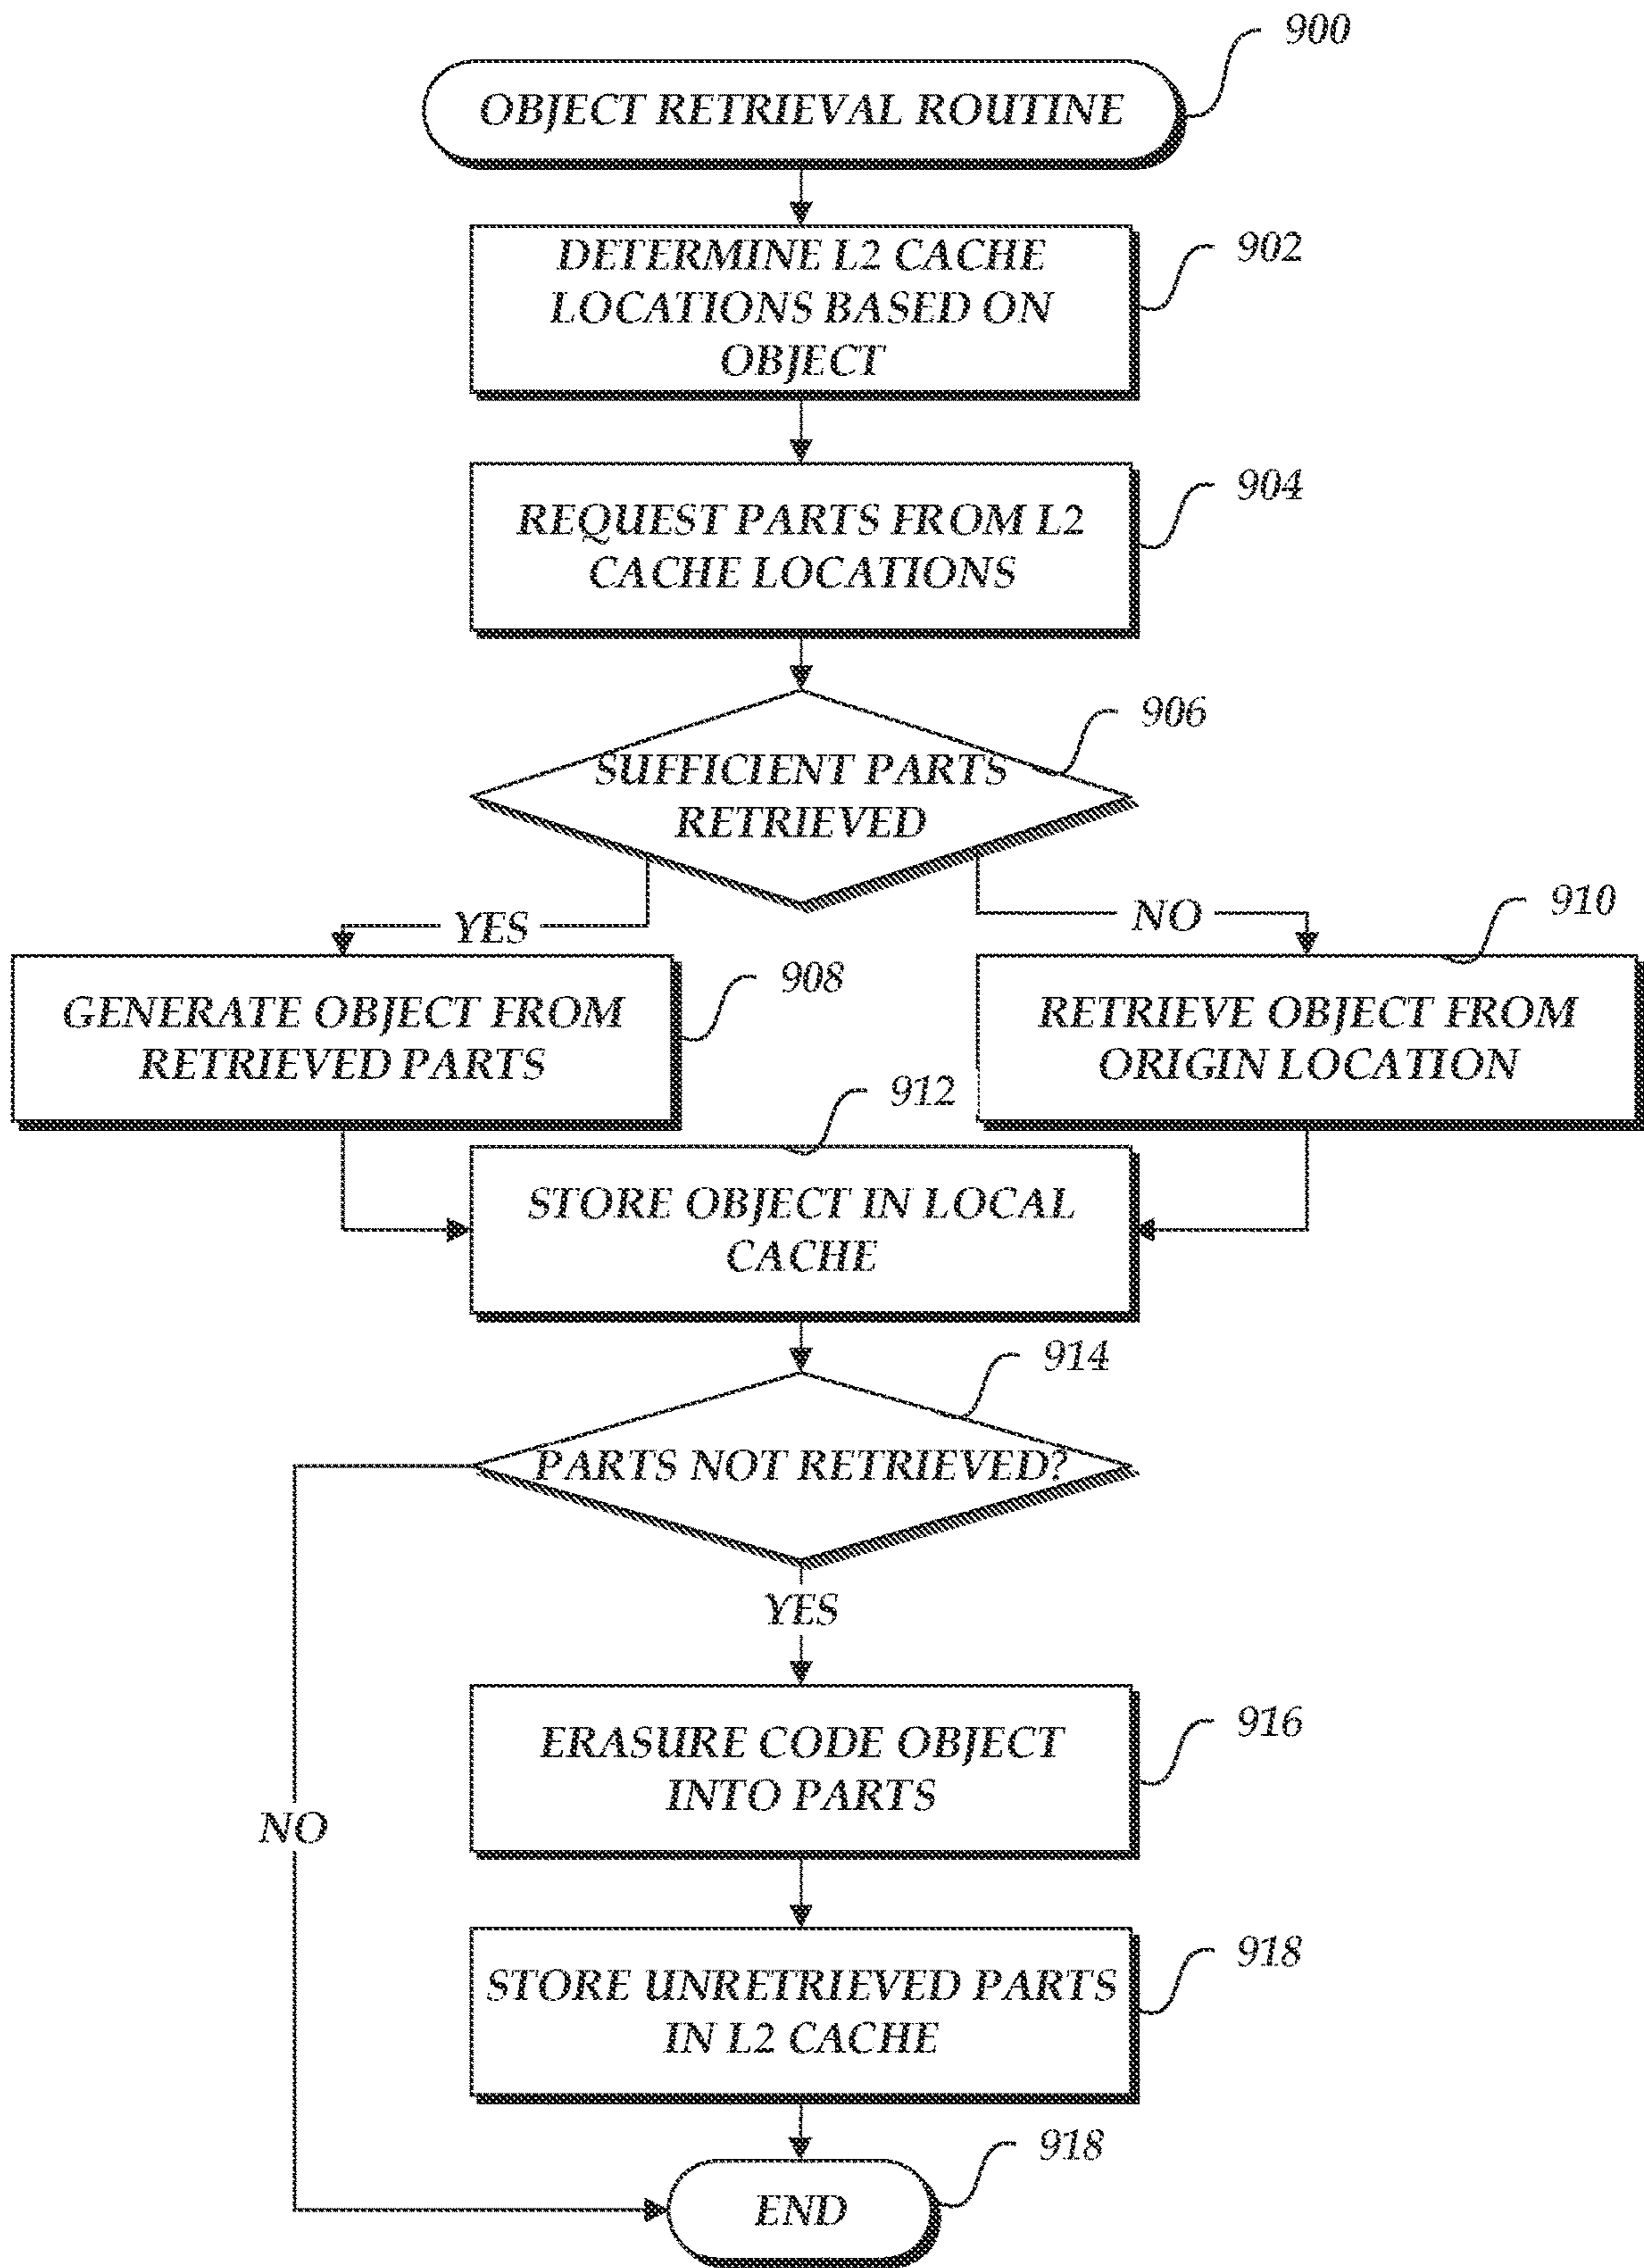 900
OBJECT RETRIEVAL ROUTINE
902
DETERMINE L2 CACHE
LOCATIONS BASED ON
OBJECT
904
REQUEST PARTS FROM L2
CACHE LOCATIONS
906
SUFFICIENT PARTS
RETRIEVED
YES
NO
910
908
GENERATE OBJECT FROM
RETRIEVED PARTS
RETRIEVE OBJECT FROM
ORIGIN LOCATION
912
STORE OBJECT IN LOCAL
CACHE
914
PARTS NOT RETRIEVED?
YES
916
ERASURE CODE OBJECT
INTO PARTS
NO
918
STORE UNRETRIEVED PARTS
IN L2 CACHE
918
END